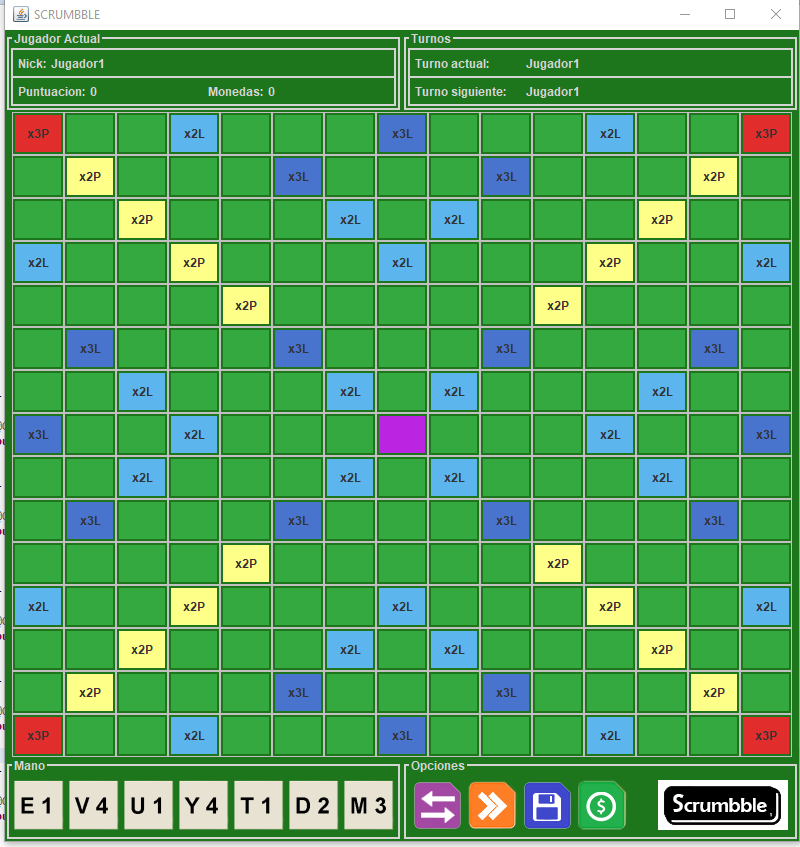 SCRUMBBLE
Jugador Actual
Nick: Jugador1
Puntuacion: 0 Monedas: 0
Turnos
Turno actual: Jugador1
Turno siguiente: Jugador1
x3P x2L x3L x2L x3P
x2P x3L x3L x2P
x2P x2L x2L x2P
x2L x2P x2L x2P x2L
x2P x2P
x3L x3L x3L x3L
x2L x2L x2L x2L
x3L x2L x2L x3L
x2L x2L x2L x2L
x3L x3L x3L x3L
x2P x2P
x2L x2P x2L x2P x2L
x2P x2L x2L x2P
x2P x3L x3L x2P
x3P x2L x3L x2L x3P
Mano
E 1 V 4 U 1 Y 4 T 1 D 2 M 3
Opciones
$
Scrumbble